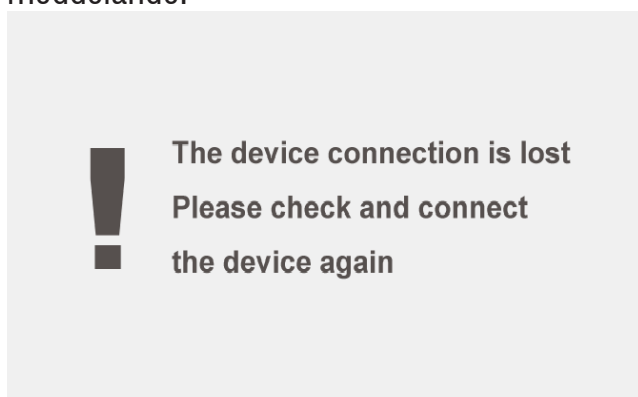 The device connection is lost
Please check and connect
the device again